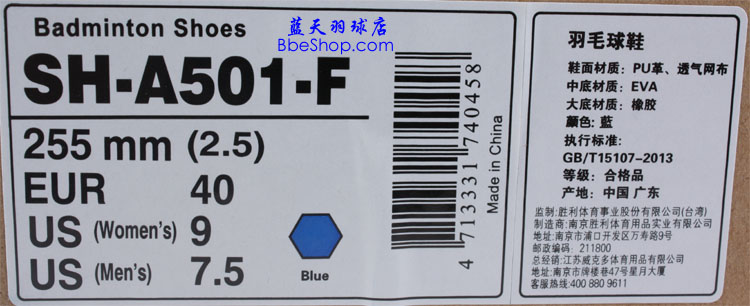 Badminton Shoes
蓝天羽球店
BbeShop.com
SH-A501-F
255 mm (2.5)
EUR 40
US (Women's) 9
US (Men's) 7.5
Blue
4 713331 740458
Made in China
羽毛球鞋
鞋面材质：PU革、透气网布
中底材质：EVA
大底材质：橡胶
颜色：藍
执行标准：
GB/T15107-2013
等级：合格品
产地：中国 广东
监制:胜利体育事业股份有限公司(台湾)
制造商:南京胜利体育用品实业有限公司
地址:南京市浦口开发区万寿路9号
邮政编码: 211800
总经销:江苏威克多体育用品有限公司
地址:南京市牌楼巷47号星月大厦
客服热线:400 880 9611